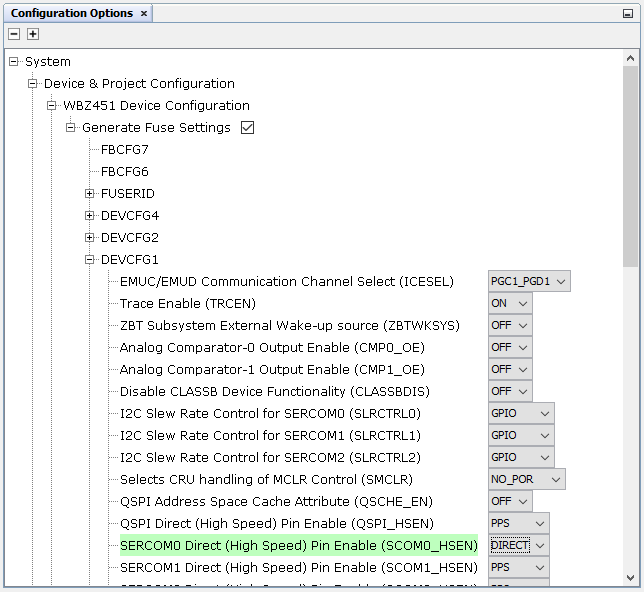 Configuration Options
System
Device & Project Configuration
WBZ451 Device Configuration
Generate Fuse Settings
FBCFG7
FBCFG6
FUSERID
DEVCFG4
DEVCFG2
DEVCFG1
EMUC/EMUD Communication Channel Select (ICESEL) PGC1_PGD1
Trace Enable (TRCEN) ON
ZBT Subsystem External Wake-up source (ZBTWKSYS) OFF
Analog Comparator-0 Output Enable (CMP0_OE) OFF
Analog Comparator-1 Output Enable (CMP1_OE) OFF
Disable CLASSB Device Functionality (CLASSBDIS) OFF
I2C Slew Rate Control for SERCOM0 (SLRCTRL0) GPIO
I2C Slew Rate Control for SERCOM1 (SLRCTRL1) GPIO
I2C Slew Rate Control for SERCOM2 (SLRCTRL2) GPIO
Selects CRU handling of MCLR Control (SMCLR) NO_POR
QSPI Address Space Cache Attribute (QSCHE_EN) OFF
QSPI Direct (High Speed) Pin Enable (QSPI_HSEN) PPS
SERCOM0 Direct (High Speed) Pin Enable (SCOM0_HSEN) DIRECT
SERCOM1 Direct (High Speed) Pin Enable (SCOM1_HSEN) PPS